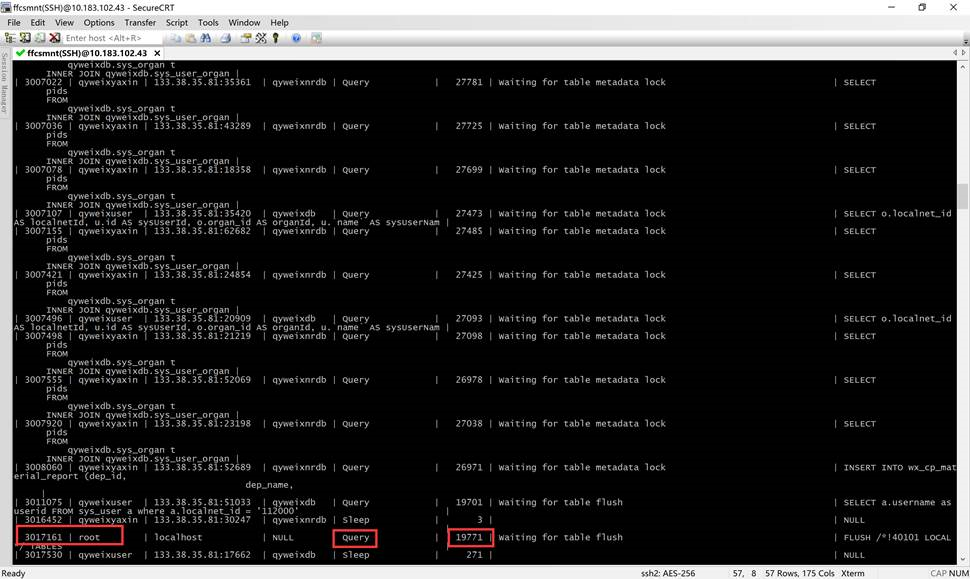 ffcsmnt(SSH)@10.183.102.43 - SecureCRT
File Edit View Options Transfer Script Tools Window Help
Enter host <Alt+R>
ffcsmnt(SSH)@10.183.102.43
Session Manager
qyweixdb.sys_organ t
INNER JOIN qyweixdb.sys_user_organ |
| 3007022 | qyweixyaxin | 133.38.35.81:35361 | qyweixnrdb | Query | 27781 | Waiting for table metadata lock | SELECT
pids
FROM
qyweixdb.sys_organ t
INNER JOIN qyweixdb.sys_user_organ |
| 3007036 | qyweixyaxin | 133.38.35.81:43289 | qyweixnrdb | Query | 27725 | Waiting for table metadata lock | SELECT
pids
FROM
qyweixdb.sys_organ t
INNER JOIN qyweixdb.sys_user_organ |
| 3007078 | qyweixyaxin | 133.38.35.81:18358 | qyweixnrdb | Query | 27699 | Waiting for table metadata lock | SELECT
pids
FROM
qyweixdb.sys_organ t
INNER JOIN qyweixdb.sys_user_organ |
| 3007107 | qyweixuser | 133.38.35.81:35420 | qyweixdb | Query | 27473 | Waiting for table metadata lock | SELECT o.localnet_id
AS localnetId, u.id AS sysUserId, o.organ_id AS organId, u.`name` AS sysuserNam |
| 3007155 | qyweixyaxin | 133.38.35.81:62682 | qyweixnrdb | Query | 27485 | Waiting for table metadata lock | SELECT
pids
FROM
qyweixdb.sys_organ t
INNER JOIN qyweixdb.sys_user_organ |
| 3007421 | qyweixyaxin | 133.38.35.81:24854 | qyweixnrdb | Query | 27425 | Waiting for table metadata lock | SELECT
pids
FROM
qyweixdb.sys_organ t
INNER JOIN qyweixdb.sys_user_organ |
| 3007496 | qyweixuser | 133.38.35.81:20909 | qyweixdb | Query | 27093 | Waiting for table metadata lock | SELECT o.localnet_id
AS localnetId, u.id AS sysUserId, o.organ_id AS organId, u.`name` AS sysuserNam |
| 3007498 | qyweixyaxin | 133.38.35.81:21219 | qyweixnrdb | Query | 27098 | Waiting for table metadata lock | SELECT
pids
FROM
qyweixdb.sys_organ t
INNER JOIN qyweixdb.sys_user_organ |
| 3007555 | qyweixyaxin | 133.38.35.81:52069 | qyweixnrdb | Query | 26978 | Waiting for table metadata lock | SELECT
pids
FROM
qyweixdb.sys_organ t
INNER JOIN qyweixdb.sys_user_organ |
| 3007920 | qyweixyaxin | 133.38.35.81:23198 | qyweixnrdb | Query | 27038 | Waiting for table metadata lock | SELECT
pids
FROM
qyweixdb.sys_organ t
INNER JOIN qyweixdb.sys_user_organ |
| 3008060 | qyweixyaxin | 133.38.35.81:52689 | qyweixnrdb | Query | 26971 | Waiting for table metadata lock | INSERT INTO wx_cp_mat
erial_report (dep_id,
dep_name,
|
| 3011075 | qyweixuser | 133.38.35.81:51033 | qyweixdb | Query | 19701 | Waiting for table flush | SELECT a.username as
userid FROM sys_user a where a.localnet_id = '112000' |
| 3016452 | qyweixyaxin | 133.38.35.81:30247 | qyweixnrdb | Sleep | 3 | | NULL
| 3017161 | root | localhost | NULL | Query | 19771 | Waiting for table flush | FLUSH /*!40101 LOCAL
*/ TABLES |
| 3017530 | qyweixuser | 133.38.35.81:17662 | qyweixdb | Sleep | 271 | | NULL
Ready ssh2: AES-256 57, 8 57 Rows, 175 Cols Xterm CAP NUM